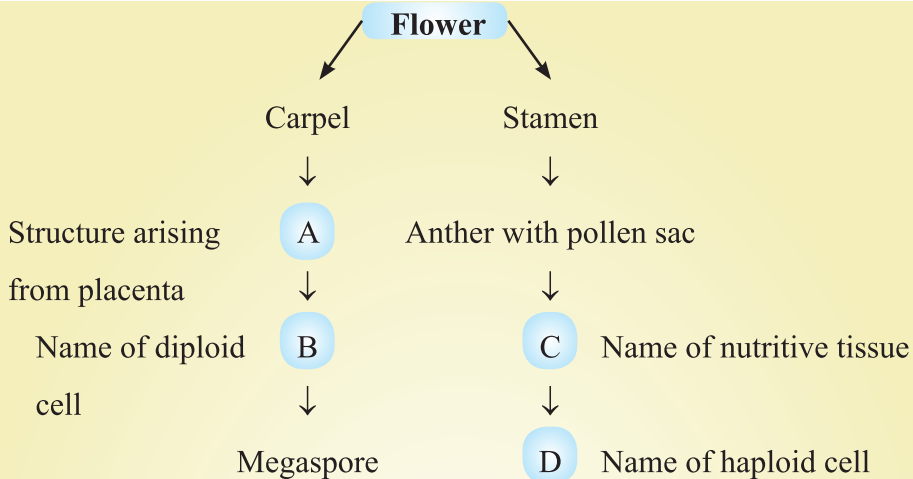 Flower
Carpel Stamen
Structure arising A Anther with pollen sac
from placenta
Name of diploid B C Name of nutritive tissue
cell
Megaspore D Name of haploid cell